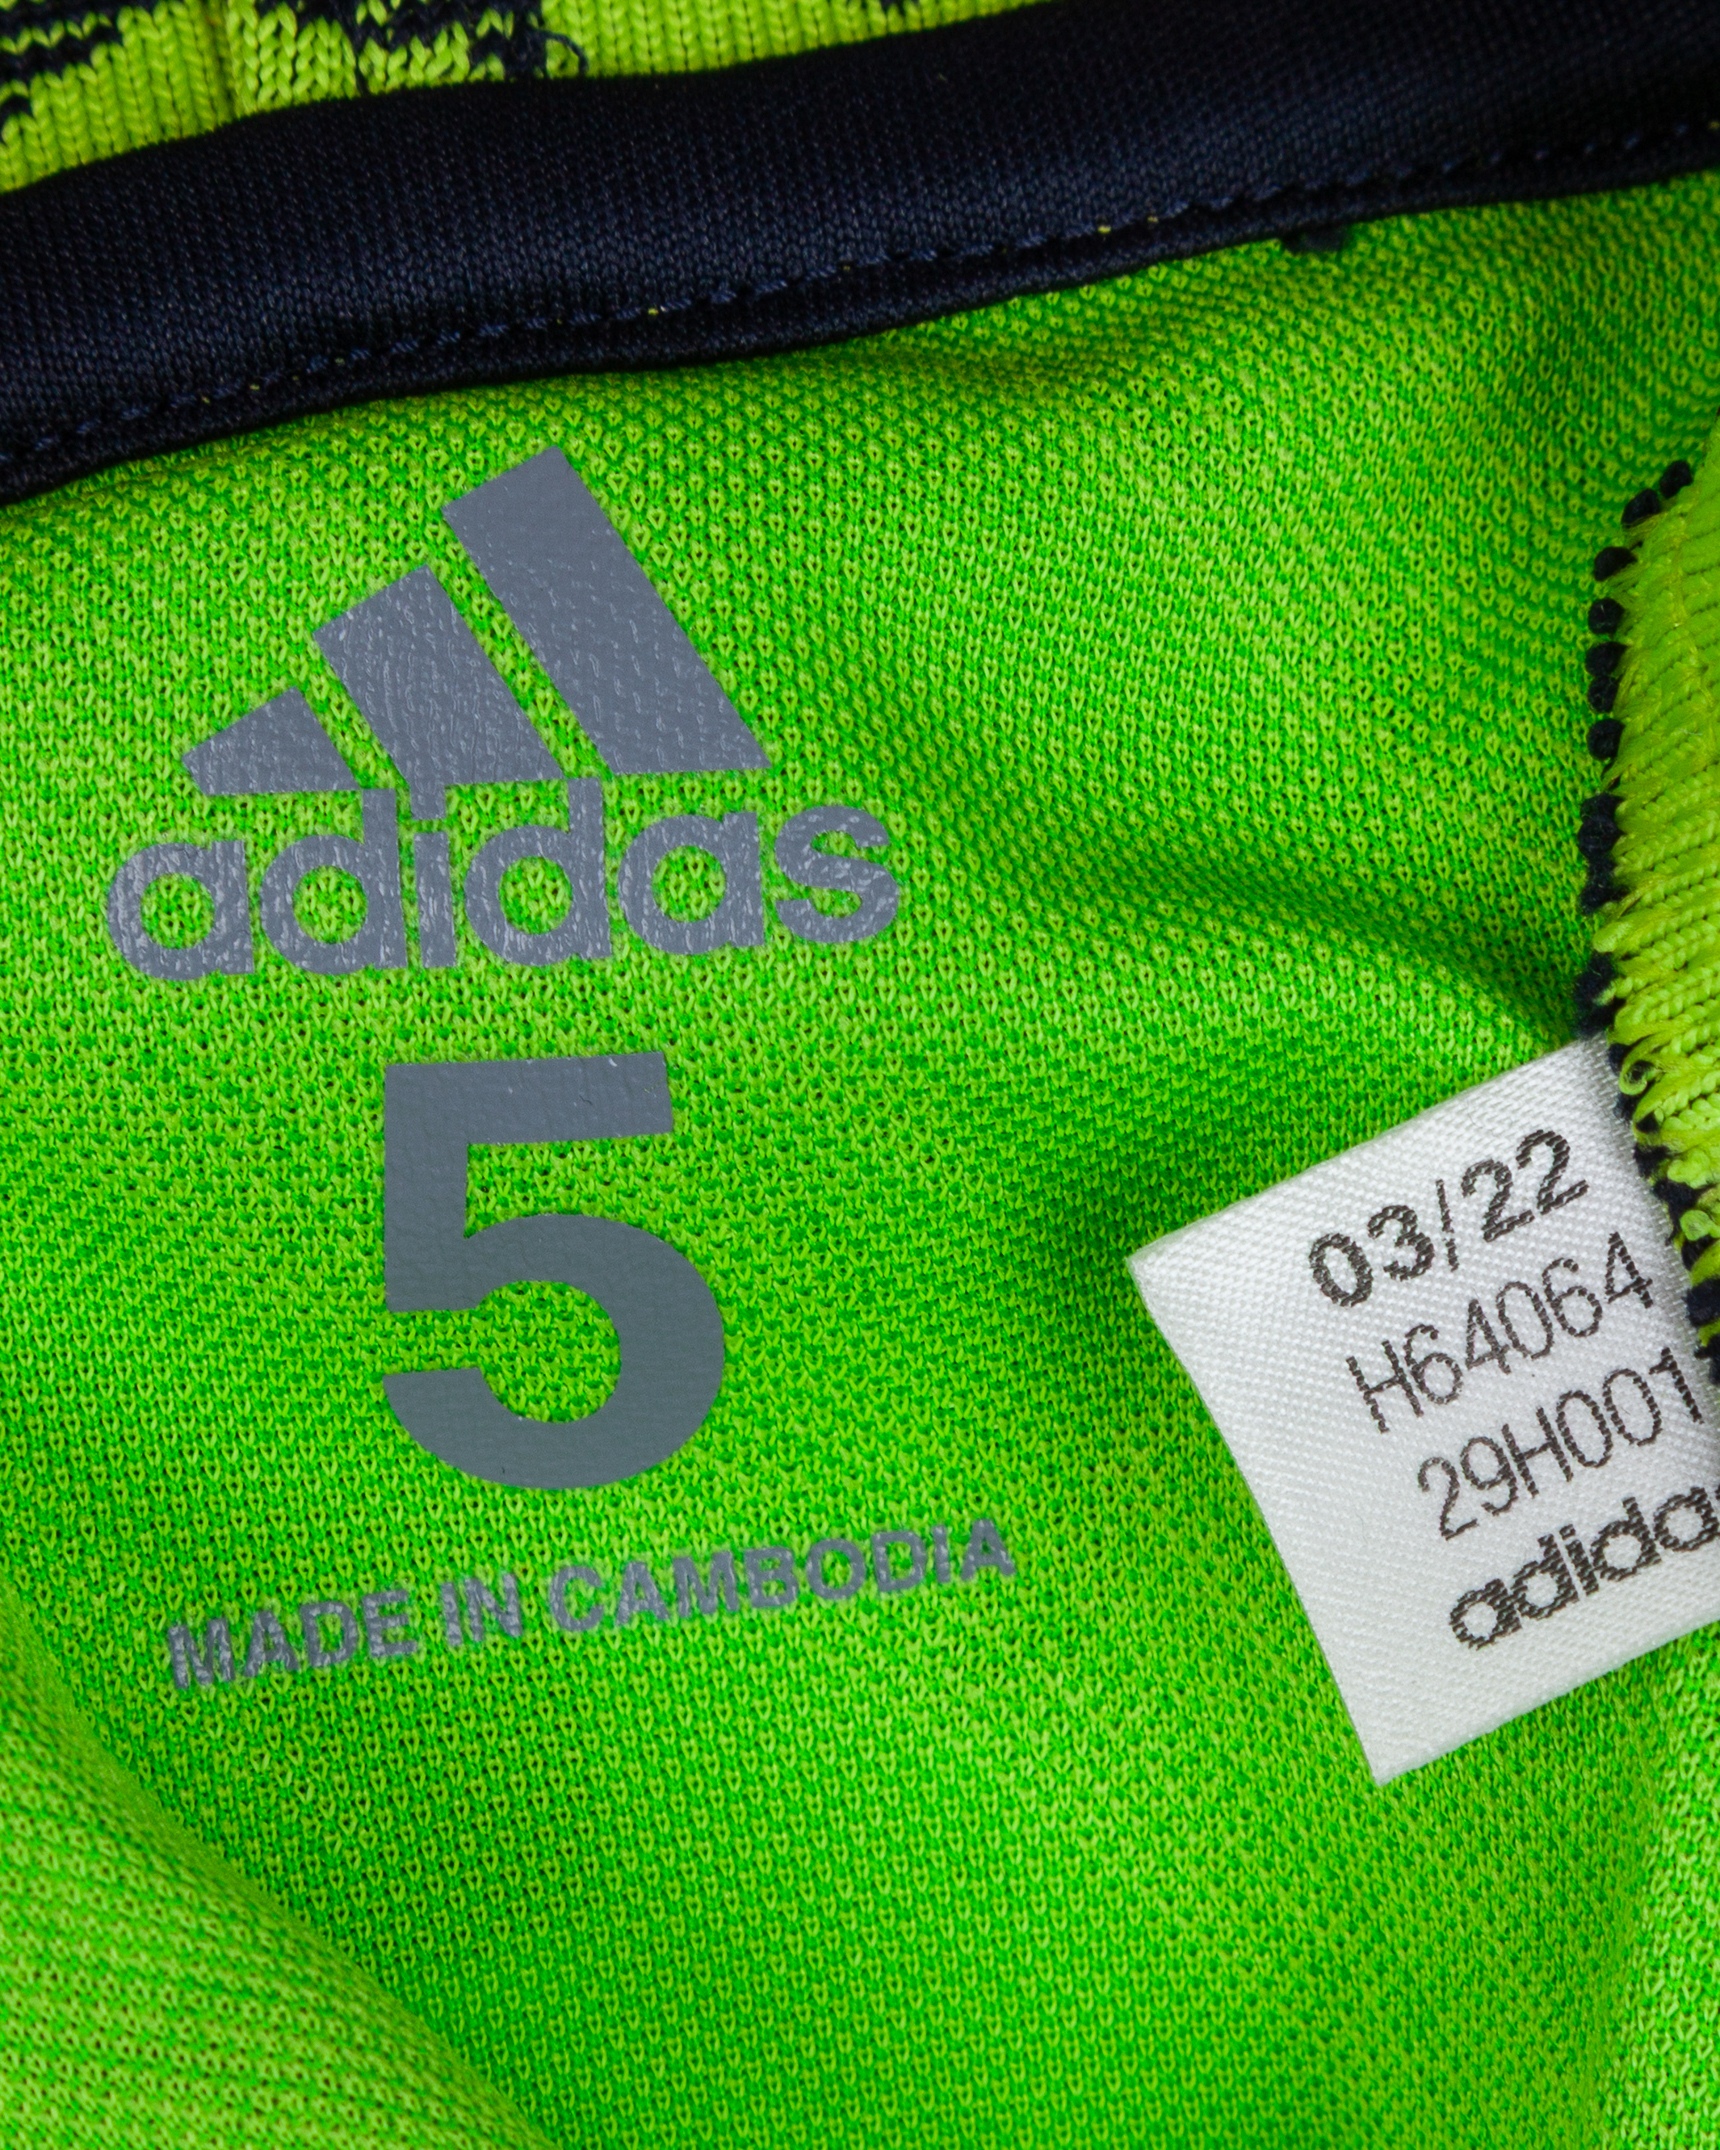 adidas
5
MADE IN CAMBODIA
03/22
H64064
29H001
adidas